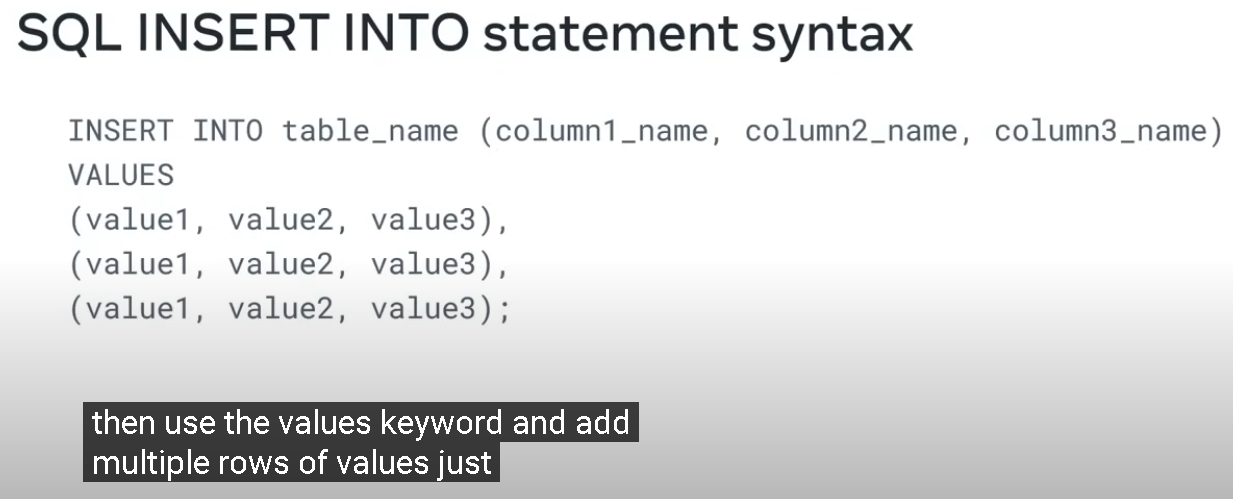 SQL INSERT INTO statement syntax
INSERT INTO table_name (column1_name, column2_name, column3_name)
VALUES
(value1, value2, value3),
(value1, value2, value3),
(value1, value2, value3);
then use the values keyword and add
multiple rows of values just